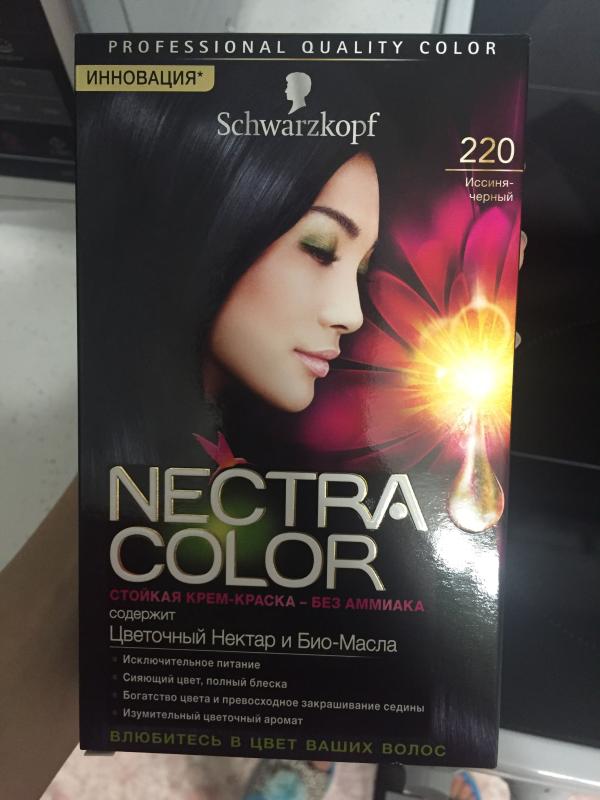 PROFESSIONAL QUALITY COLOR
ИННОВАЦИЯ*
Schwarzkopf
220
Иссиня-
черный
NECTRA
COLOR
СТОЙКАЯ КРЕМ-КРАСКА – БЕЗ АММИАКА
содержит
Цветочный Нектар и Био-Масла
Исключительное питание
Сияющий цвет, полный блеска
Богатство цвета и превосходное закрашивание седины
Изумительный цветочный аромат
ВЛЮБИТЕСЬ В ЦВЕТ ВАШИХ ВОЛОС